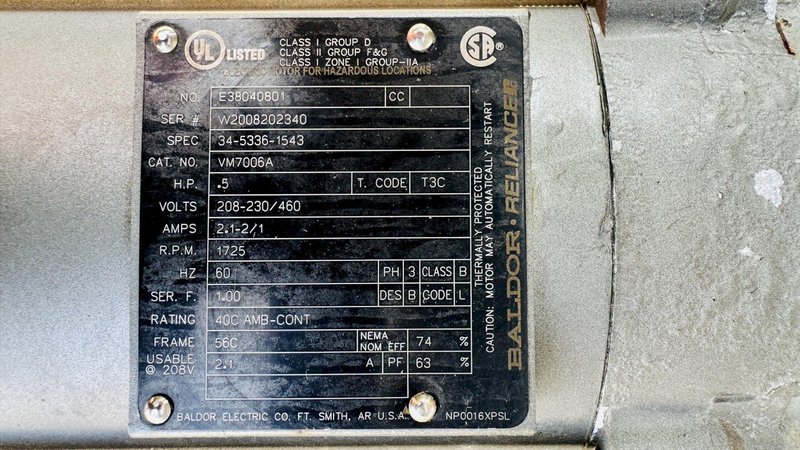 UL LISTED
CLASS I GROUP D
CLASS II GROUP F&G
CLASS I ZONE I GROUP-IIA
MOTOR FOR HAZARDOUS LOCATIONS
SA ®
NO. E38040801 CC
SER # W2008202340
SPEC 34-5336-1543
CAT. NO. VM7006A
H.P. .5 T. CODE T3C
VOLTS 208-230/460
AMPS 2.1-2/1
R.P.M. 1725
HZ 60 PH 3 CLASS B
SER. F. 1.00 DES B CODE L
RATING 40C AMB-CONT
FRAME 56C NEMA NOM EFF 74 %
USABLE @ 208V 2.1 A PF 63 %
BALDOR ELECTRIC CO. FT. SMITH, AR U.S.A. NP0016XPSL
THERMALLY PROTECTED
CAUTION: MOTOR MAY AUTOMATICALLY RESTART
BALDOR · RELIANCE